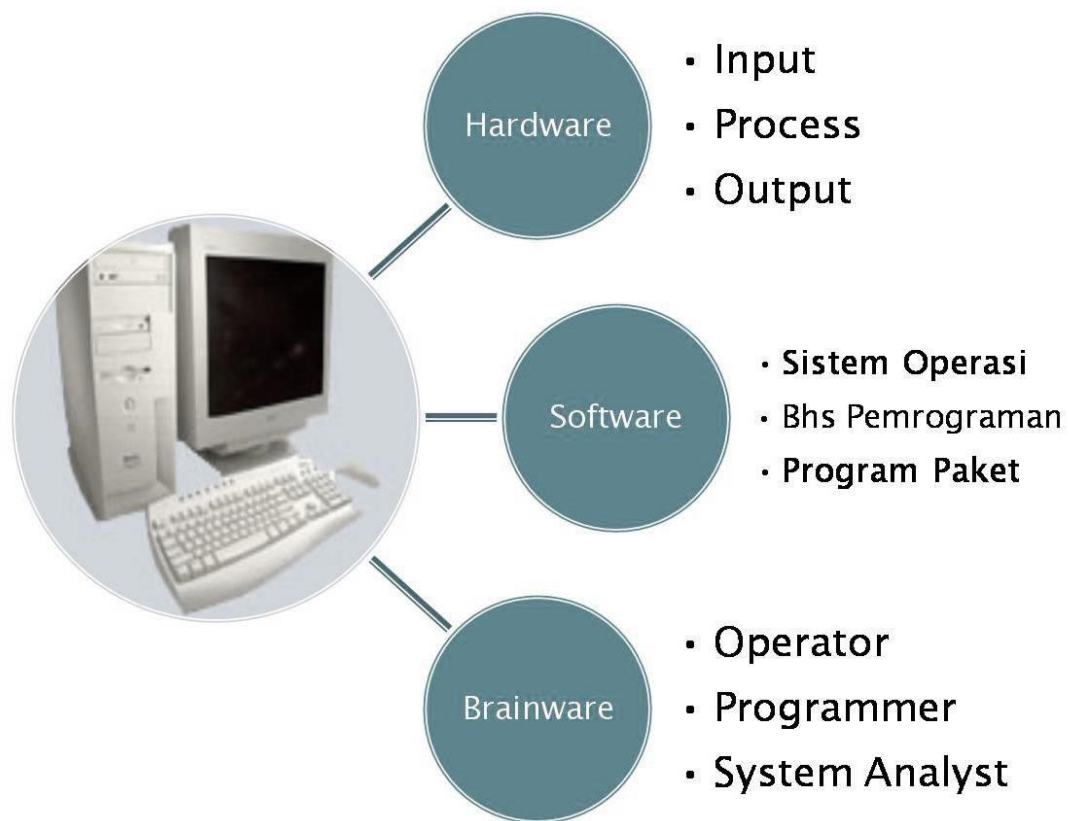 Hardware
• Input
• Process
• Output
Software
• Sistem Operasi
• Bhs Pemrograman
• Program Paket
Brainware
• Operator
• Programmer
• System Analyst